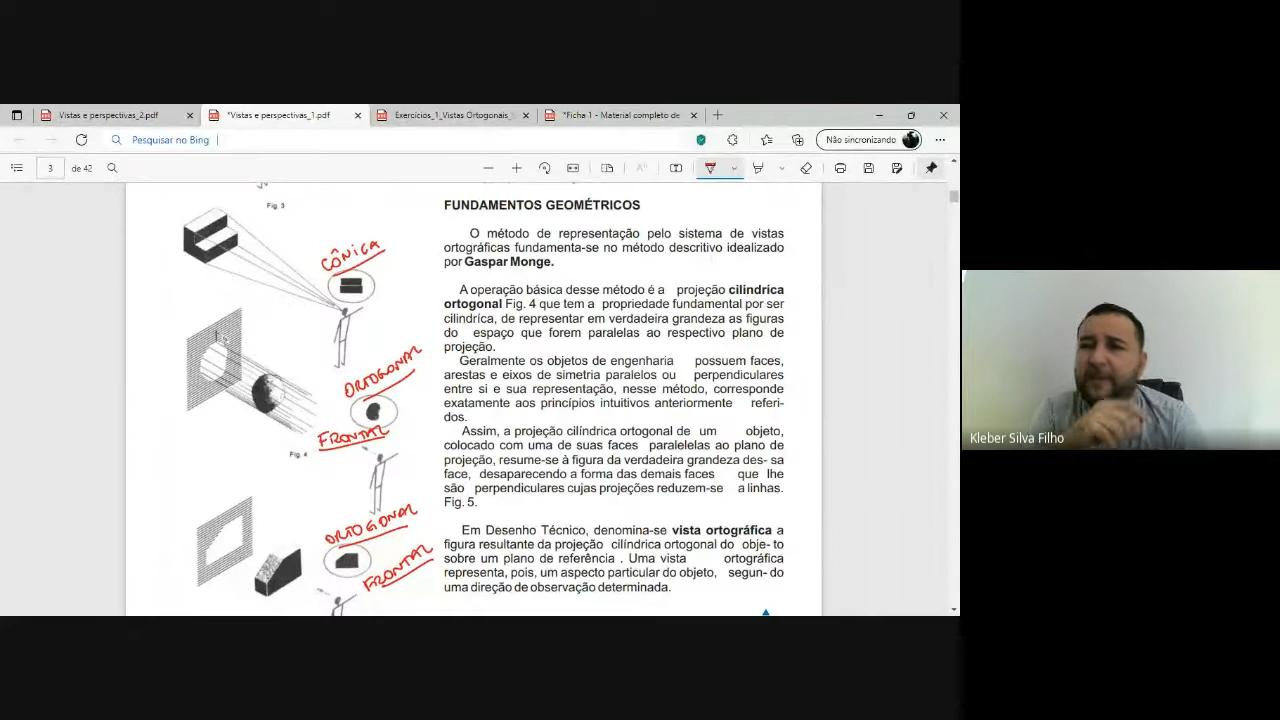 Vistas e perspectivas_2.pdf
*Vistas e perspectivas_1.pdf
Exercícios_1_Vistas Ortogonais_
*Ficha 1 - Material completo de
Pesquisar no Bing
Não sincronizando
3 de 42
Fig. 3
CÔNICA
ORTOGONAL
FRONTAL
Fig. 4
ORTOGONAL
FRONTAL
FUNDAMENTOS GEOMÉTRICOS
O método de representação pelo sistema de vistas
ortográficas fundamenta-se no método descritivo idealizado
por Gaspar Monge.
A operação básica desse método é a projeção cilíndrica
ortogonal Fig. 4 que tem a propriedade fundamental por ser
cilindríca, de representar em verdadeira grandeza as figuras
do espaço que forem paralelas ao respectivo plano de
projeção.
Geralmente os objetos de engenharia possuem faces,
arestas e eixos de simetria paralelos ou perpendiculares
entre si e sua representação, nesse método, corresponde
exatamente aos princípios intuitivos anteriormente referi-
dos.
Assim, a projeção cilíndrica ortogonal de um objeto,
colocado com uma de suas faces paralelelas ao plano de
projeção, resume-se à figura da verdadeira grandeza des- sa
face, desaparecendo a forma das demais faces que lhe
são perpendiculares cujas projeções reduzem-se a linhas.
Fig. 5.
Em Desenho Técnico, denomina-se vista ortográfica a
figura resultante da projeção cilíndrica ortogonal do obje- to
sobre um plano de referência . Uma vista ortográfica
representa, pois, um aspecto particular do objeto, segun- do
uma direção de observação determinada.
Kleber Silva Filho